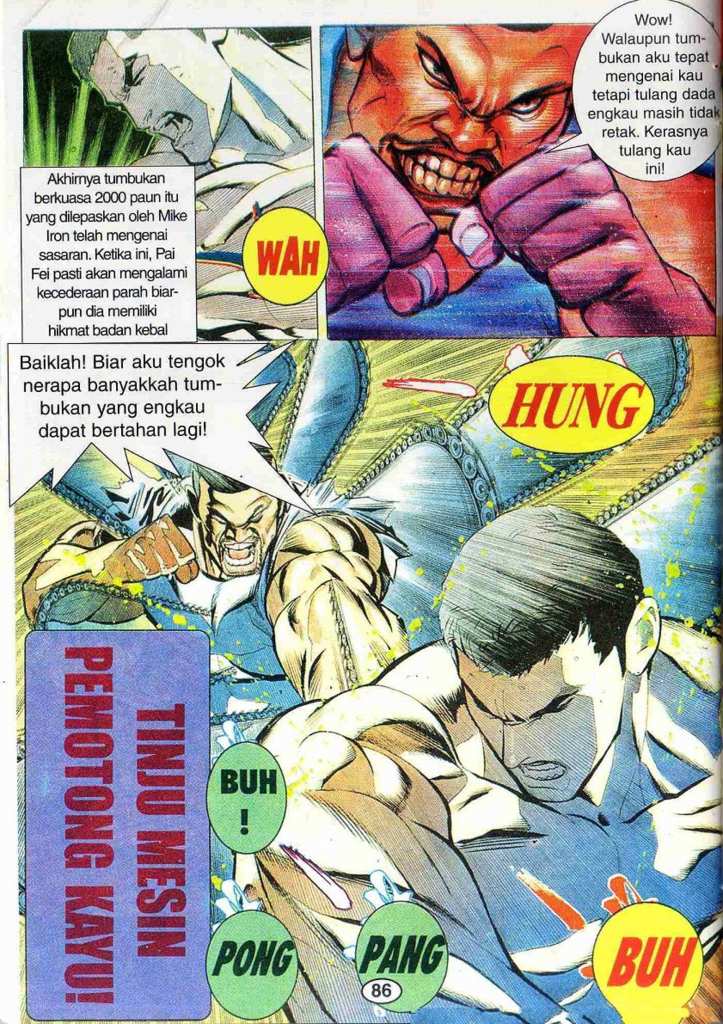 Akhirnya tumbukan
berkuasa 2000 paun itu
yang dilepaskan oleh Mike
Iron telah mengenai
sasaran. Ketika ini, Pai
Fei pasti akan mengalami
kecederaan parah biar-
pun dia memiliki
hikmat badan kebal
WAH
Wow!
Walaupun tum-
bukan aku tepat
mengenai kau
tetapi tulang dada
engkau masih tidak
retak. Kerasnya
tulang kau
ini!
Baiklah! Biar aku tengok
nerapa banyakkah tum-
bukan yang engkau
dapat bertahan lagi!
HUNG
TINJU MESIN
PEMOTONG KAYU!
BUH
!
PONG
PANG
BUH
86